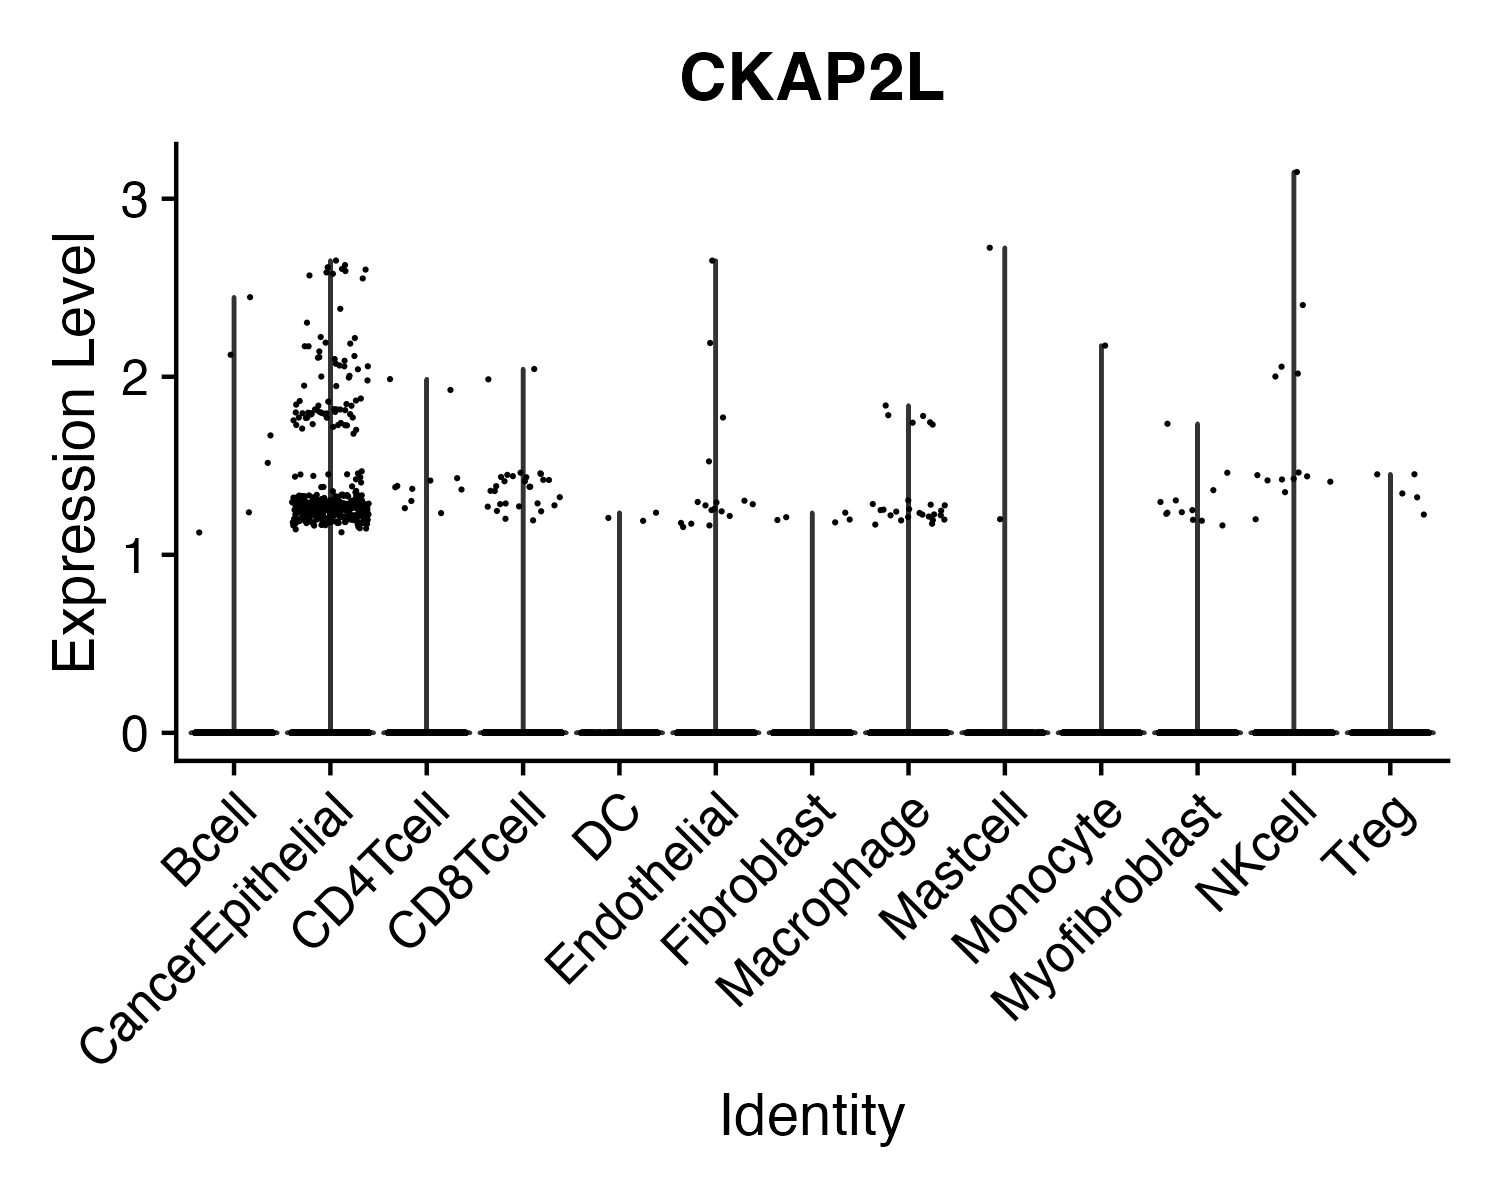 CKAP2L
Expression Level
3
2
1
0
Bcell
CancerEpithelial
CD4Tcell
CD8Tcell
DC
Endothelial
Fibroblast
Macrophage
Mastcell
Monocyte
Myofibroblast
NKcell
Treg
Identity